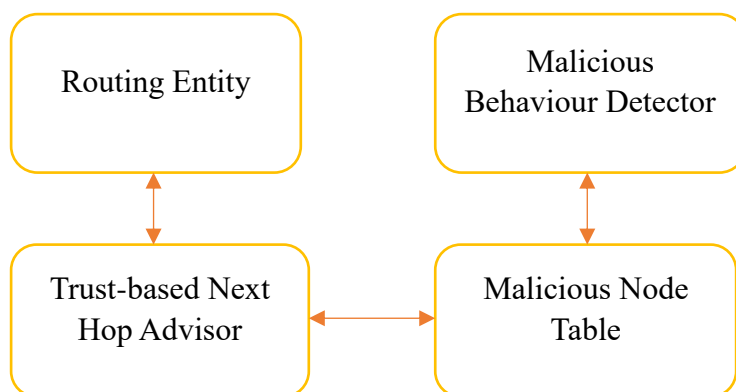 Routing Entity
Malicious
Behaviour Detector
Trust-based Next
Hop Advisor
Malicious Node
Table